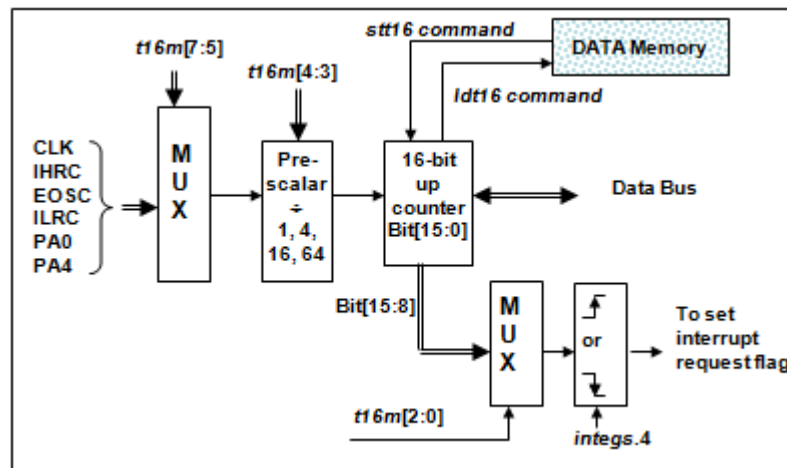 t16m[7:5]
stt16 command
DATA Memory
t16m[4:3]
ldt16 command
CLK
IHRC
EOSC
ILRC
PA0
PA4
M
U
X
Pre-
scalar
÷
1, 4,
16, 64
16-bit
up
counter
Bit[15:0]
Data Bus
Bit[15:8]
M
U
X
or
To set
interrupt
request flag
t16m[2:0]
integs.4